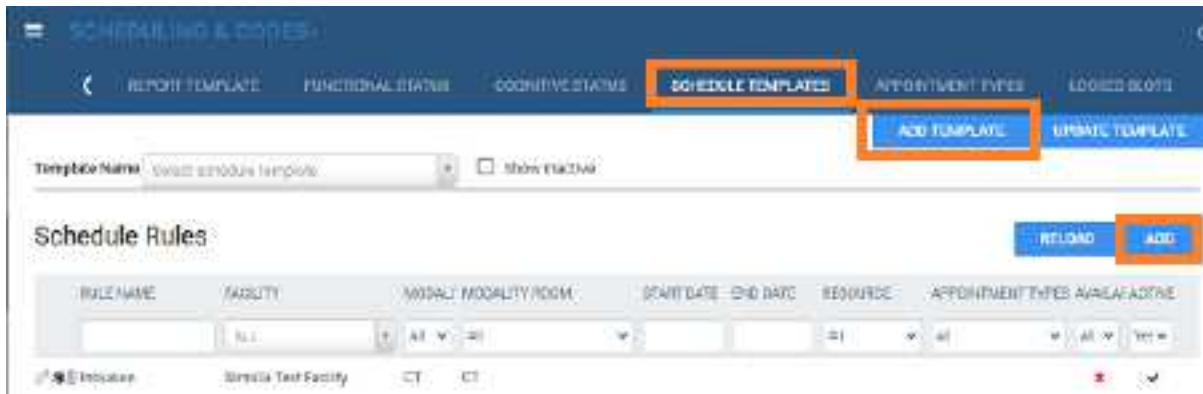 SCHEDULING & CODES
REPORT TEMPLATE FUNCTIONAL STATUS COGNITIVE STATUS SCHEDULE TEMPLATES APPOINTMENT TYPES LOCKED SLOTS
ADD TEMPLATE UPDATE TEMPLATE
Template Name Select schedule template Show Inactive
Schedule Rules RELOAD ADD
RULE NAME FACILITY MODALI MODALITY ROOM START DATE END DATE RESOURCE APPOINTMENT TYPES AVAILA ACTIVE
ALL All All All All All Yes
Test Facility CT CT